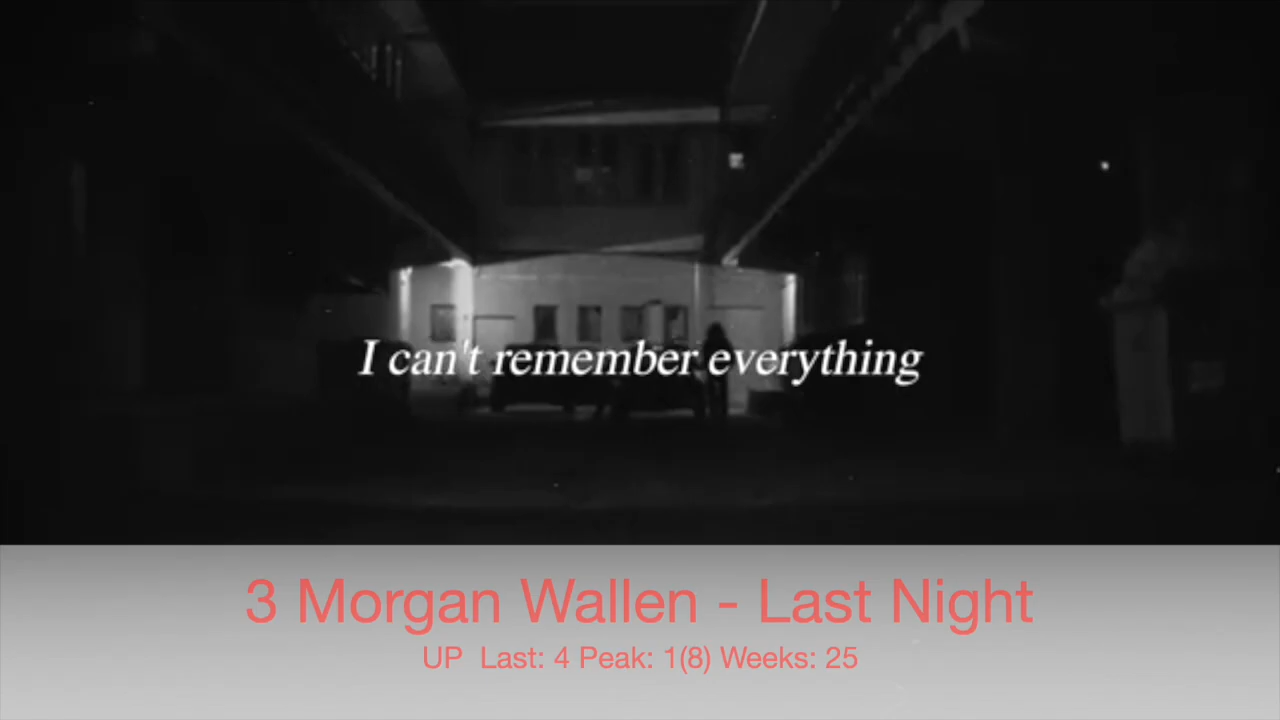 I can't remember everything
3 Morgan Wallen - Last Night
UP  Last: 4 Peak: 1(8) Weeks: 25